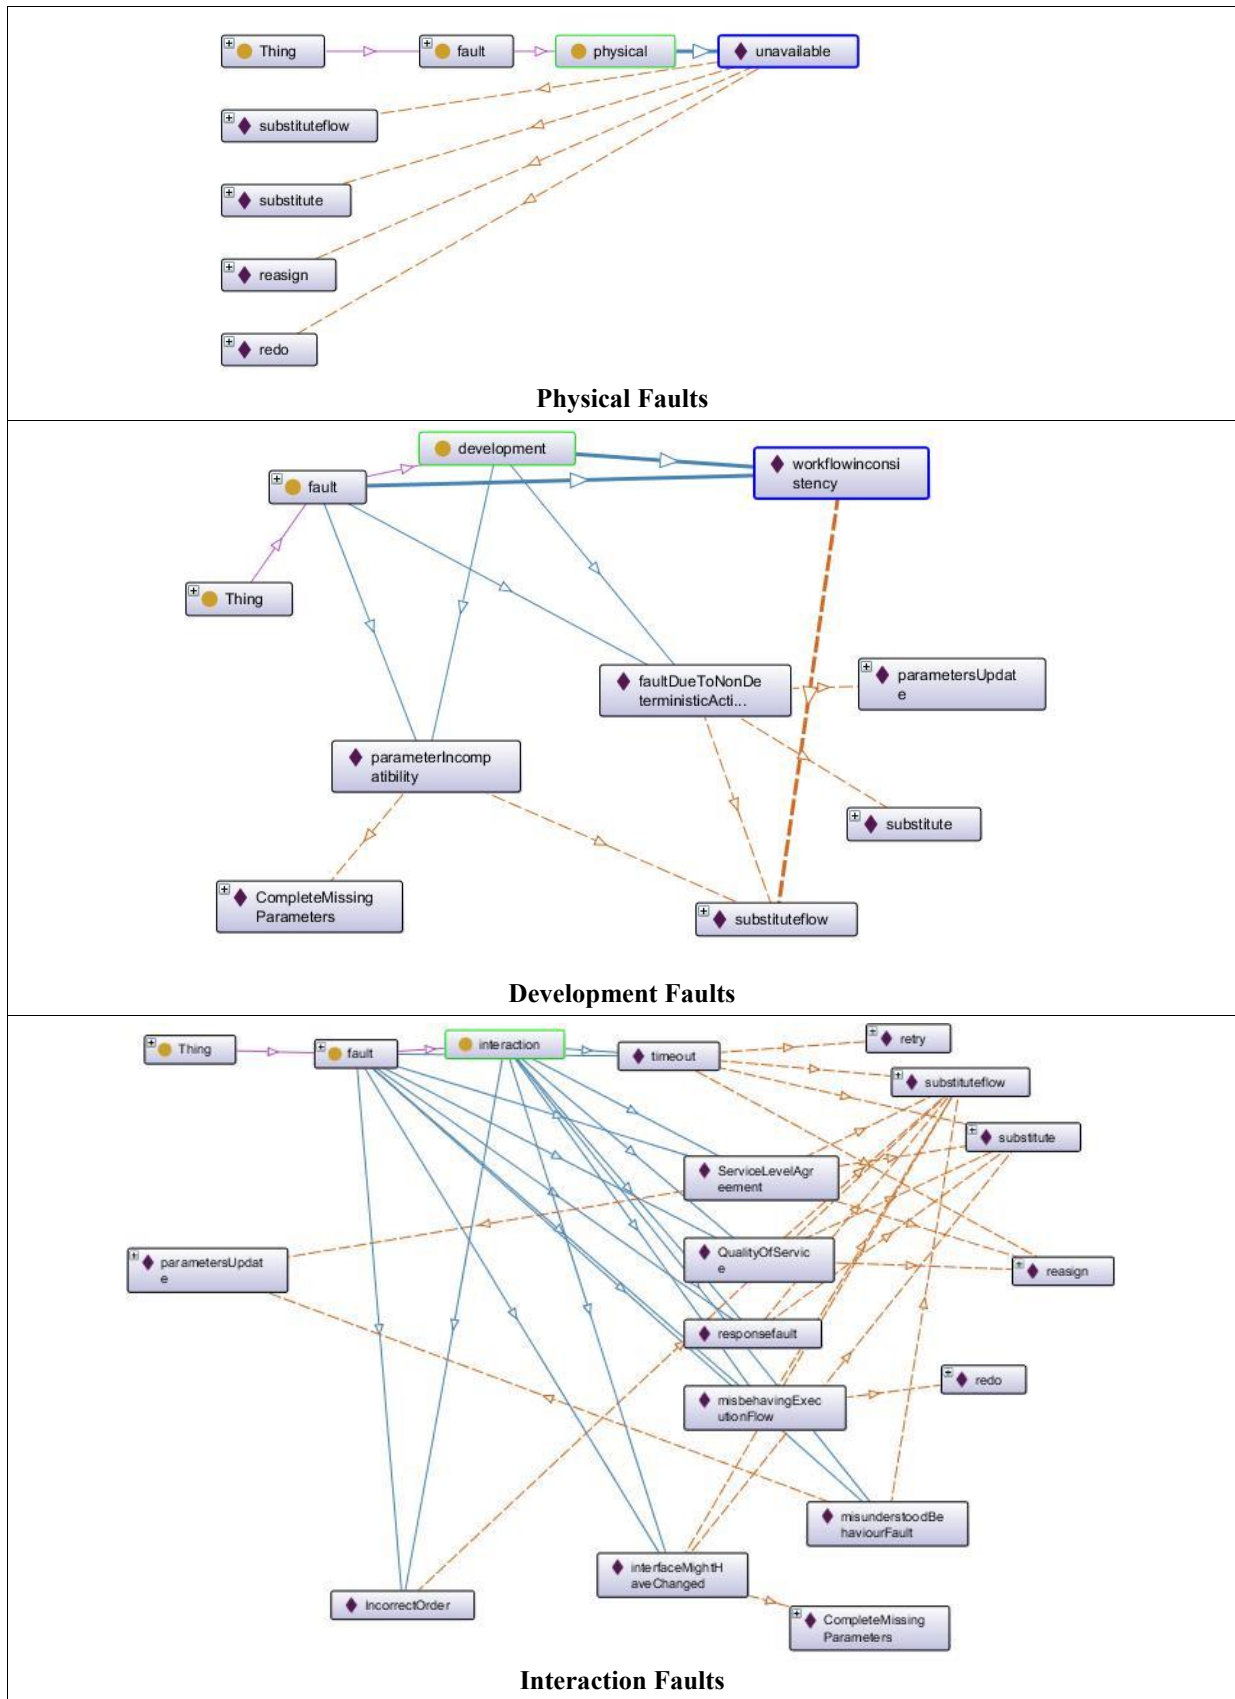 Thing
fault
physical
unavailable
substituteflow
substitute
reasign
redo
Physical Faults
development
workflowinconsi
stency
fault
Thing
faultDueToNonDe
terministicActi...
parametersUpdat
e
parameterIncomp
atibility
substitute
CompleteMissing
Parameters
substituteflow
Development Faults
Thing
fault
interaction
timeout
retry
substituteflow
substitute
ServiceLevelAgr
eement
parametersUpdat
e
QualityOfServic
e
reasign
responsefault
misbehavingExec
utionFlow
redo
misunderstoodBe
haviourFault
interfaceMightH
aveChanged
IncorrectOrder
CompleteMissing
Parameters
Interaction Faults